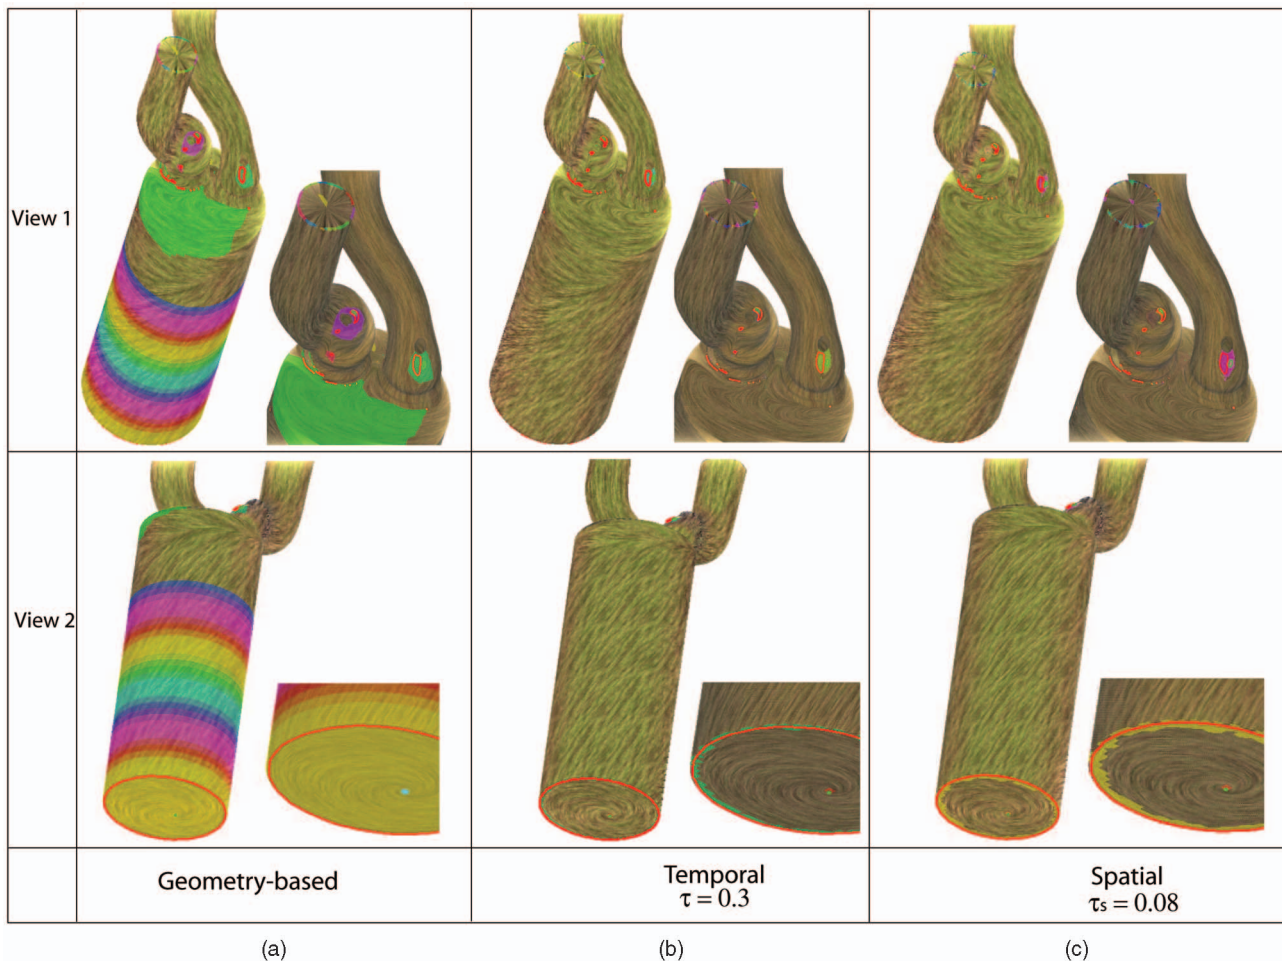 View 1
View 2
Geometry-based
Temporal
τ = 0.3
Spatial
τs = 0.08
(a)
(b)
(c)